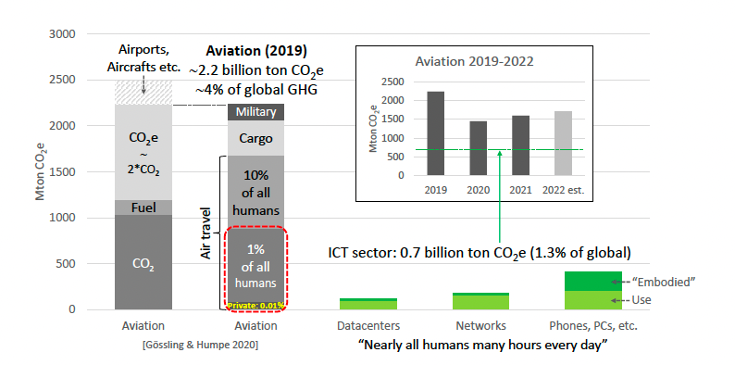 3000
2500
2000
1500
1000
500
0
Mton CO₂e
Airports,
Aircrafts etc.
CO₂e
~
2*CO₂
Fuel
CO₂
Aviation (2019)
~2.2 billion ton CO₂e
~4% of global GHG
Military
Cargo
10%
of all
humans
1%
of all
humans
Private: 0.01%
Air travel
Aviation 2019-2022
Mton CO₂e
2500
2000
1500
1000
500
0
2019
2020
2021
2022 est.
ICT sector: 0.7 billion ton CO₂e (1.3% of global)
"Embodied"
Use
Aviation
Aviation
Datacenters
Networks
Phones, PCs, etc.
[Gössling & Humpe 2020]
"Nearly all humans many hours every day"